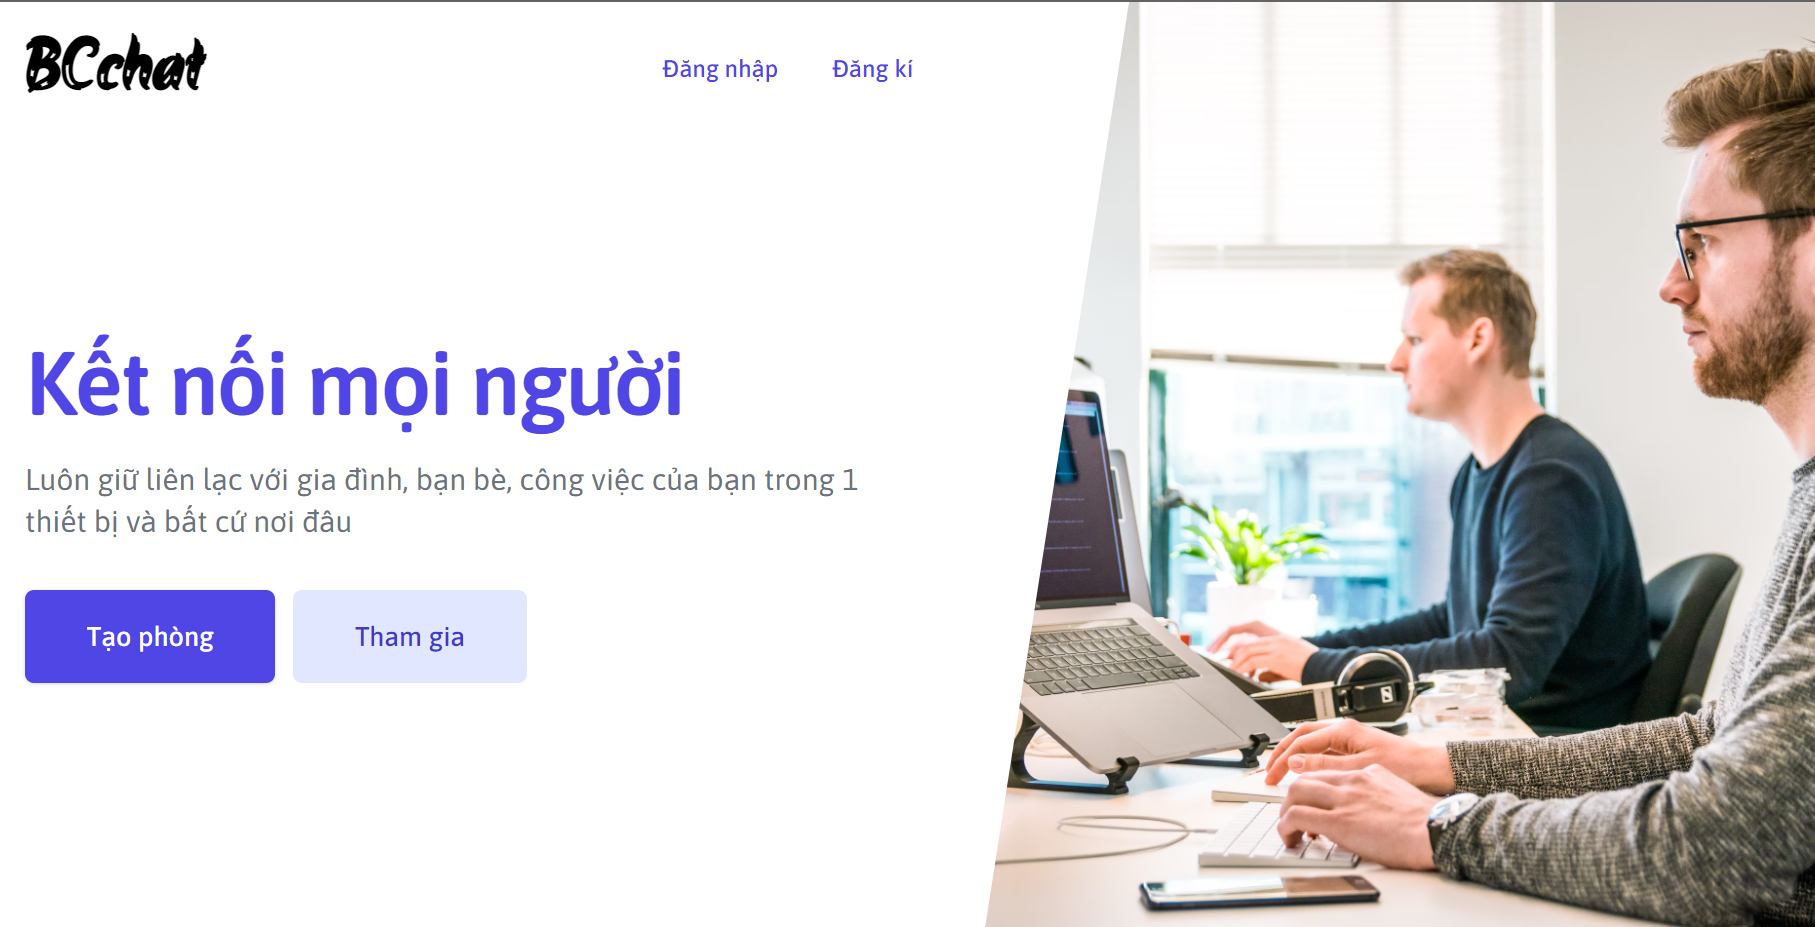 BCchat
Đăng nhập
Đăng kí
Kết nối mọi người
Luôn giữ liên lạc với gia đình, bạn bè, công việc của bạn trong 1
thiết bị và bất cứ nơi đâu
Tạo phòng
Tham gia